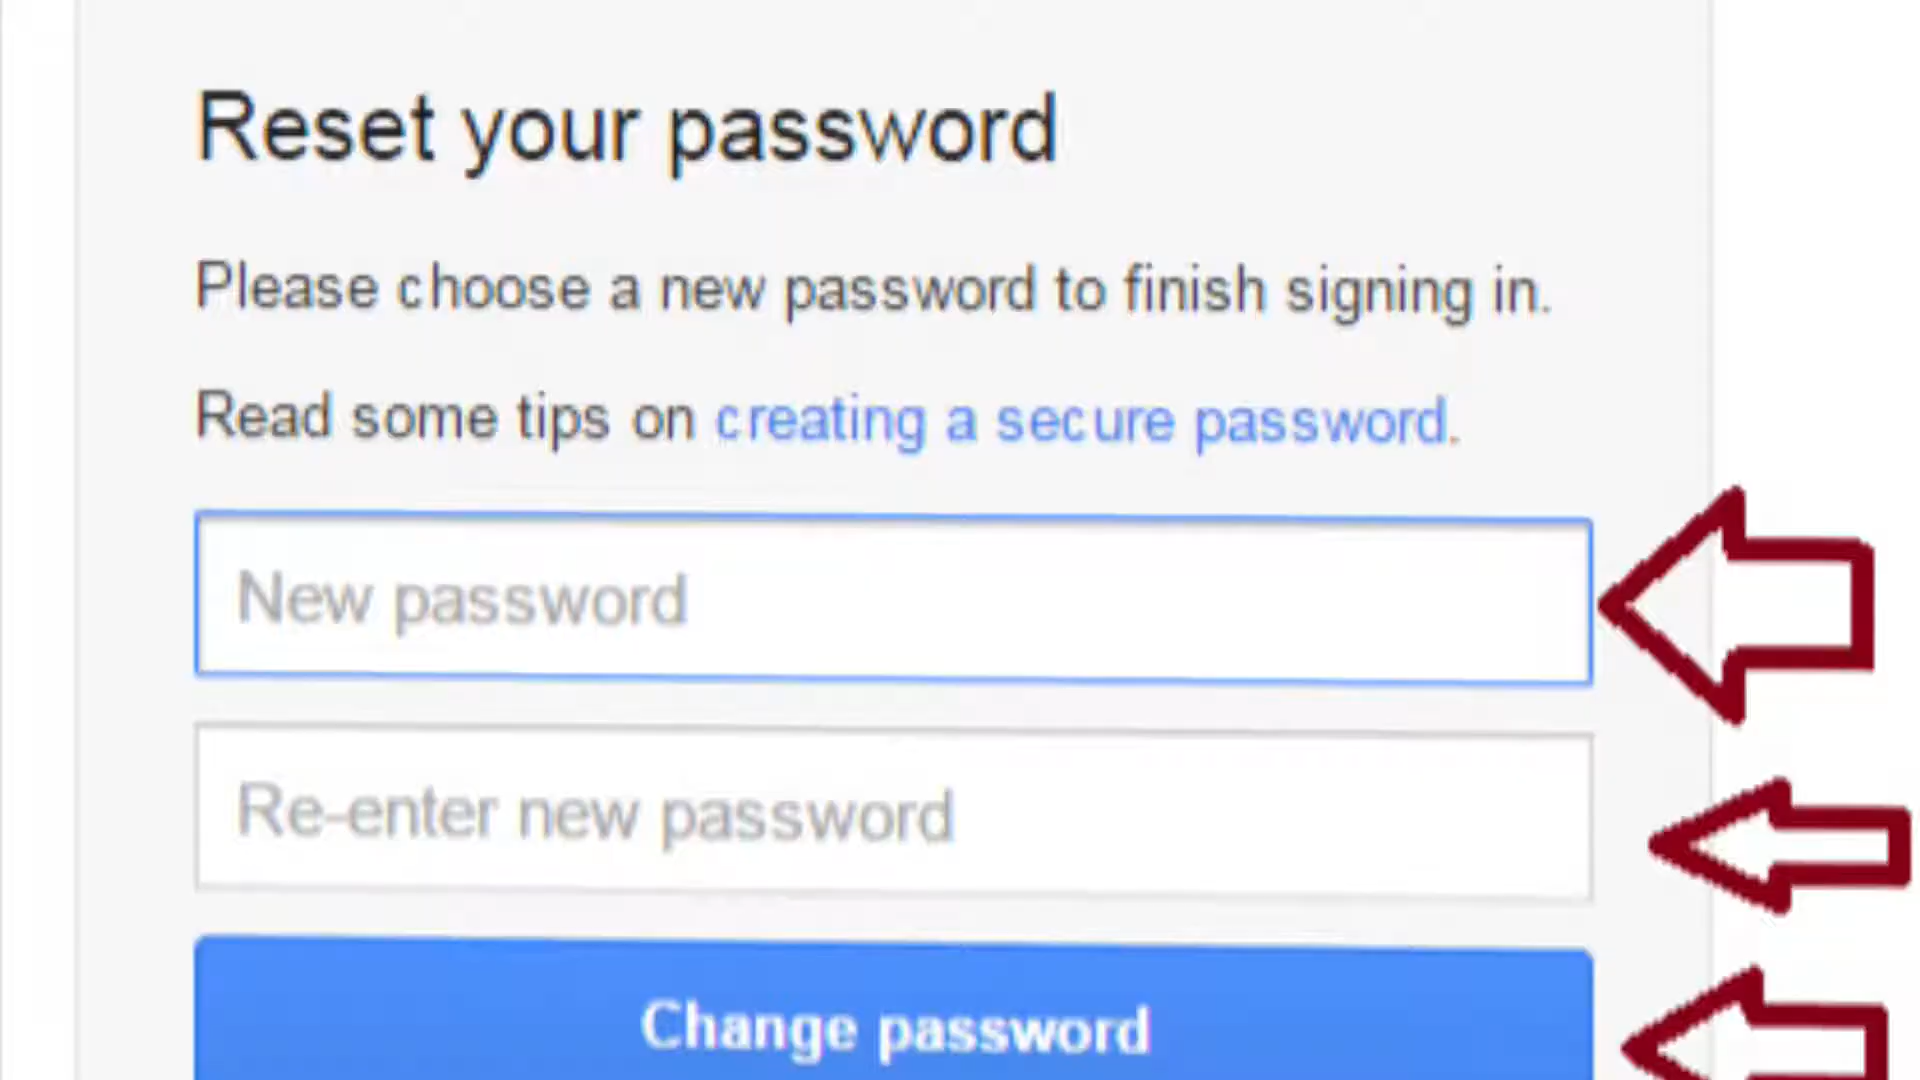 Reset your password
Please choose a new password to finish signing in.
Read some tips on creating a secure password.
New password
Re-enter new password
Change password